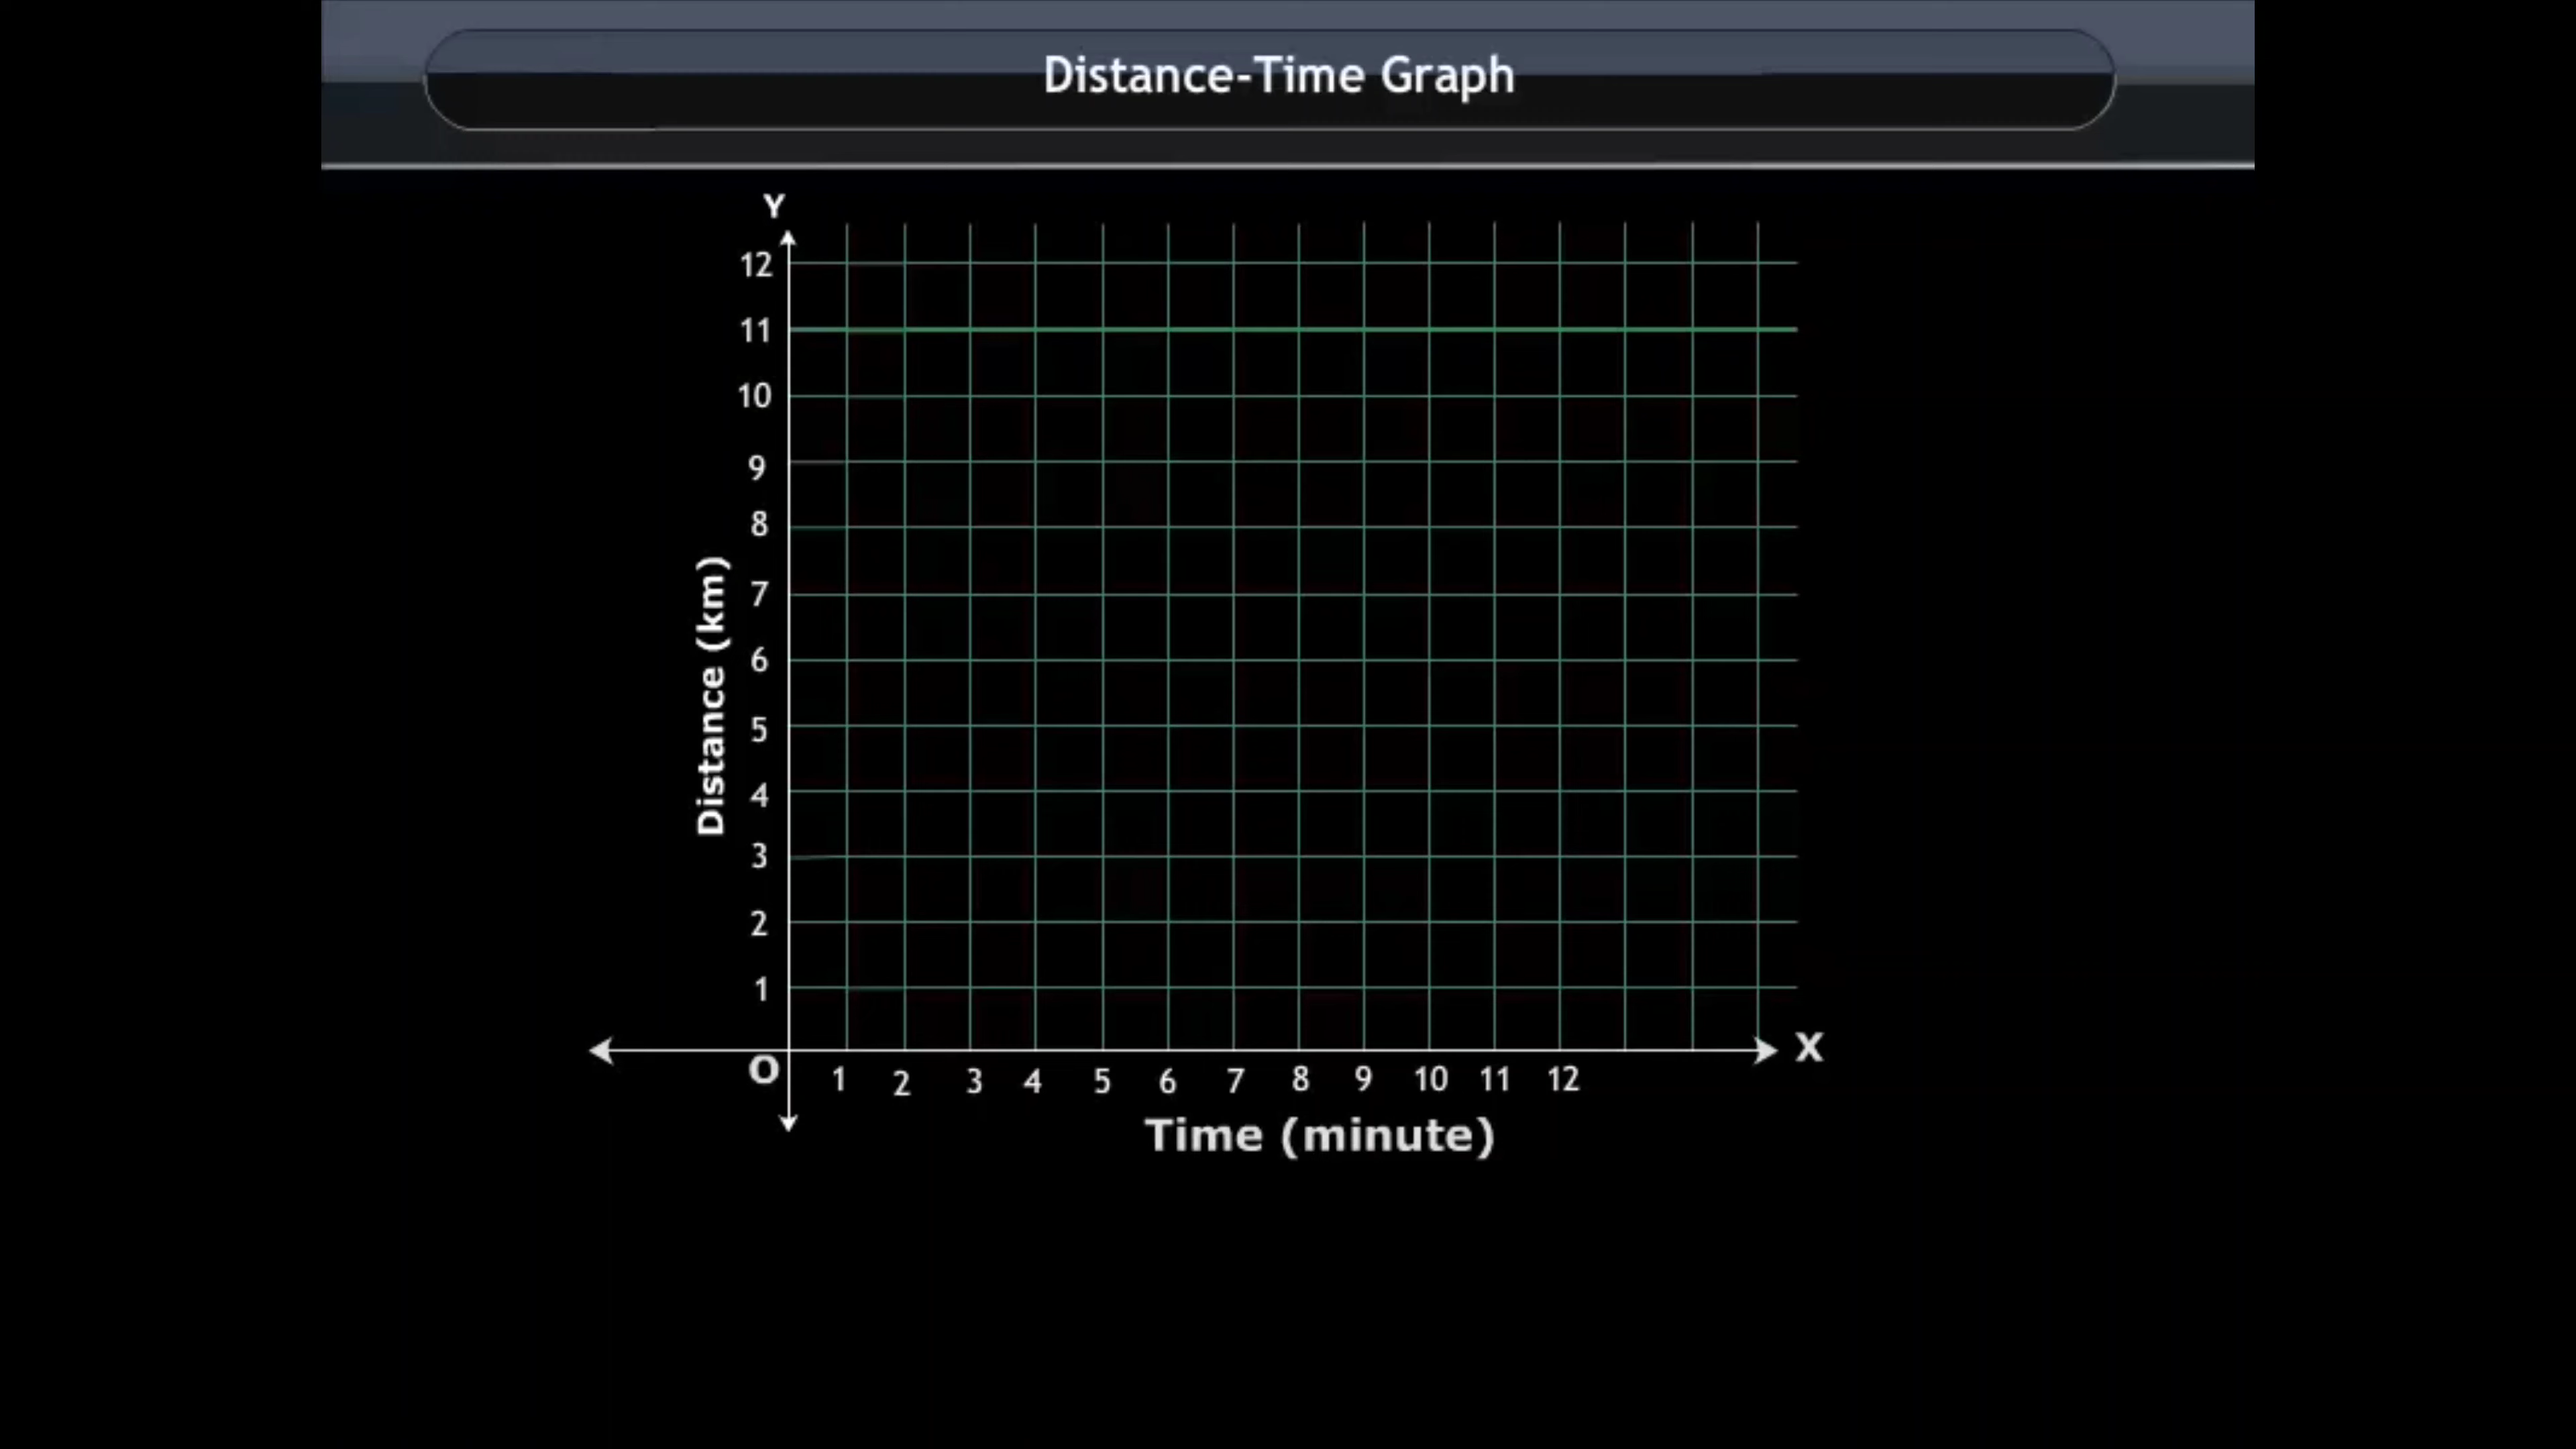 Distance-Time Graph
Y
12
11
10
9
8
7
6
5
4
3
2
1
Distance (km)
O
X
1 2 3 4 5 6 7 8 9 10 11 12
Time (minute)